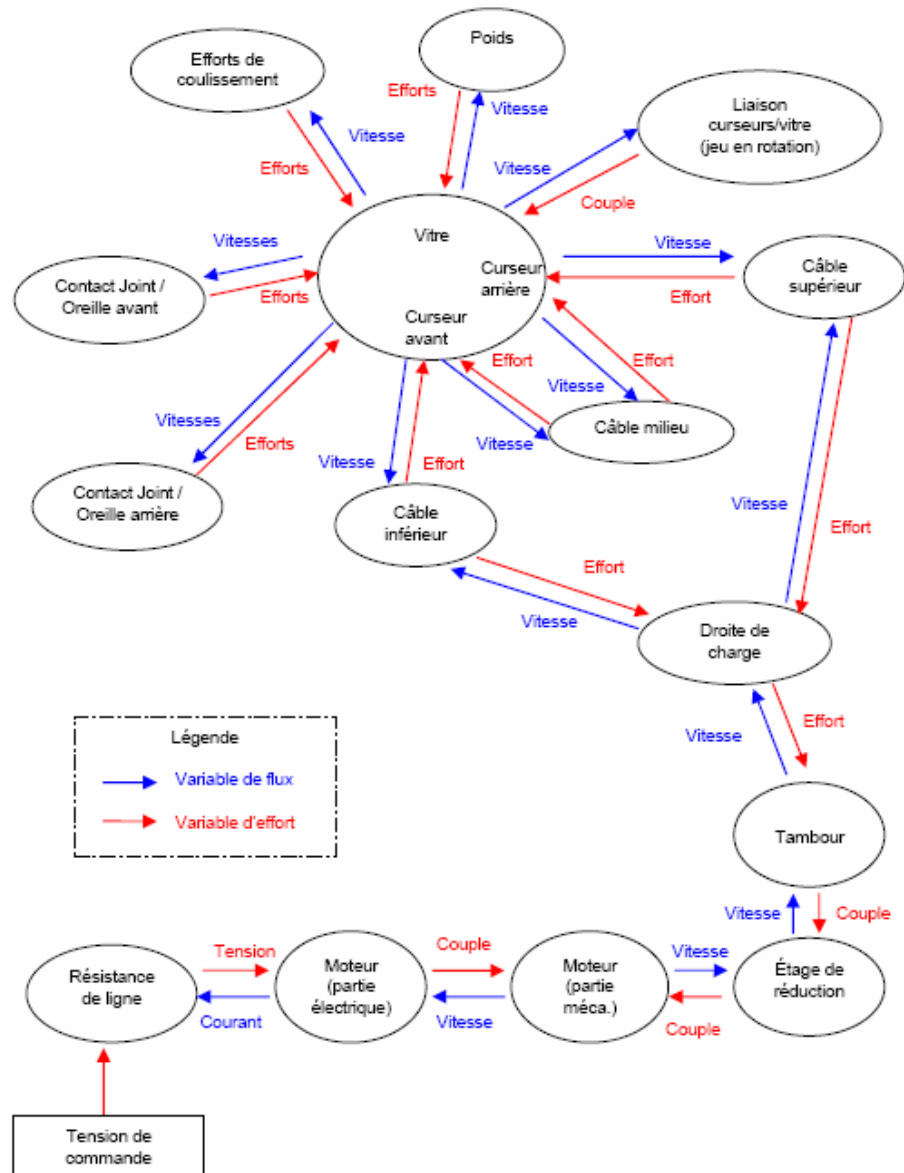 Poids
Efforts de
coulissement
Efforts
Vitesse
Vitesse
Liaison
curseurs/vitre
(jeu en rotation)
Efforts
Vitesse
Couple
Vitre
Vitesses
Vitesse
Curseur
arrière
Câble
supérieur
Contact Joint /
Oreille avant
Efforts
Effort
Curseur
avant
Effort
Effort
Vitesse
Vitesses
Efforts
Câble milieu
Vitesse
Vitesse
Effort
Contact Joint /
Oreille arrière
Câble
inférieur
Vitesse
Effort
Effort
Vitesse
Droite de
charge
Légende
Variable de flux
Variable d'effort
Vitesse
Effort
Tambour
Vitesse
Couple
Tension
Couple
Vitesse
Résistance
de ligne
Moteur
(partie
électrique)
Moteur
(partie
méca.)
Étage de
réduction
Courant
Vitesse
Couple
Tension de
commande